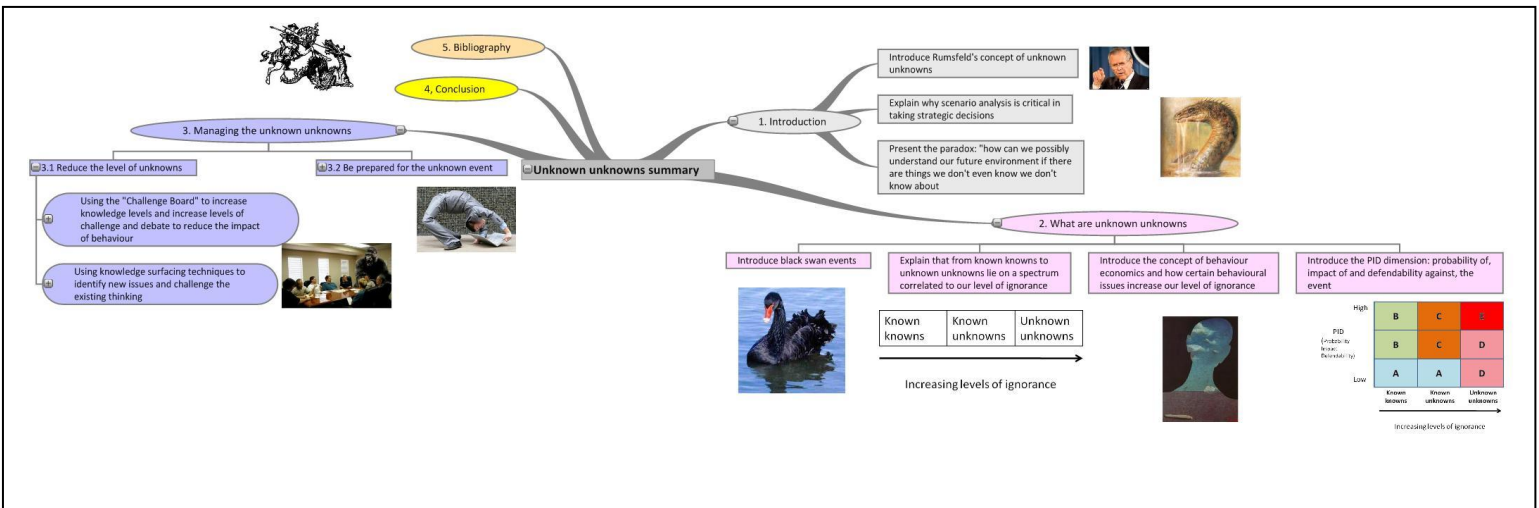 Unknown unknowns summary
1. Introduction
Introduce Rumsfeld's concept of unknown
unknowns
Explain why scenario analysis is critical in
taking strategic decisions
Present the paradox: "how can we possibly
understand our future environment if there
are things we don't even know we don't
know about
2. What are unknown unknowns
Introduce black swan events
Explain that from known knowns to
unknown unknowns lie on a spectrum
correlated to our level of ignorance
Known
knowns
Known
unknowns
Unknown
unknowns
Increasing levels of ignorance
Introduce the concept of behaviour
economics and how certain behavioural
issues increase our level of ignorance
Introduce the PID dimension: probability of,
impact of and defendability against, the
event
High
PID
(Probability
Impact
Defendability)
Low
B C E
B C D
A A D
Known
knowns
Known
unknowns
Unknown
unknowns
Increasing levels of ignorance
3. Managing the unknown unknowns
3.1 Reduce the level of unknowns
Using the "Challenge Board" to increase
knowledge levels and increase levels of
challenge and debate to reduce the impact
of behaviour
Using knowledge surfacing techniques to
identify new issues and challenge the
existing thinking
3.2 Be prepared for the unknown event
4, Conclusion
5. Bibliography